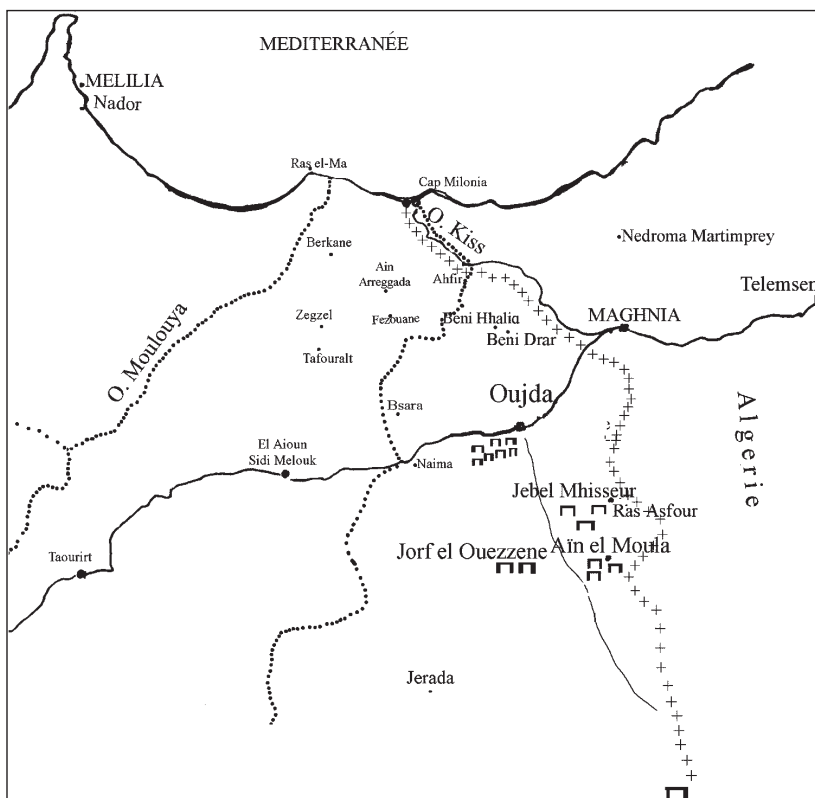 MEDITERRANÉE
MELILIA
Nador
Ras el-Ma
Cap Milonia
O. Kiss
Nedroma Martimprey
Berkane
Ain
Arreggada
Ahfir
Telemsen
O. Moulouya
Zegzel
Fezouane
Beni Hhaliq
Beni Drar
MAGHNIA
Tafouralt
Oujda
Algerie
Bsara
El Aioun
Sidi Melouk
Naima
Jebel Mhisseur
Ras Asfour
Taourirt
Jorf el Ouezzene
Aïn el Moula
Jerada